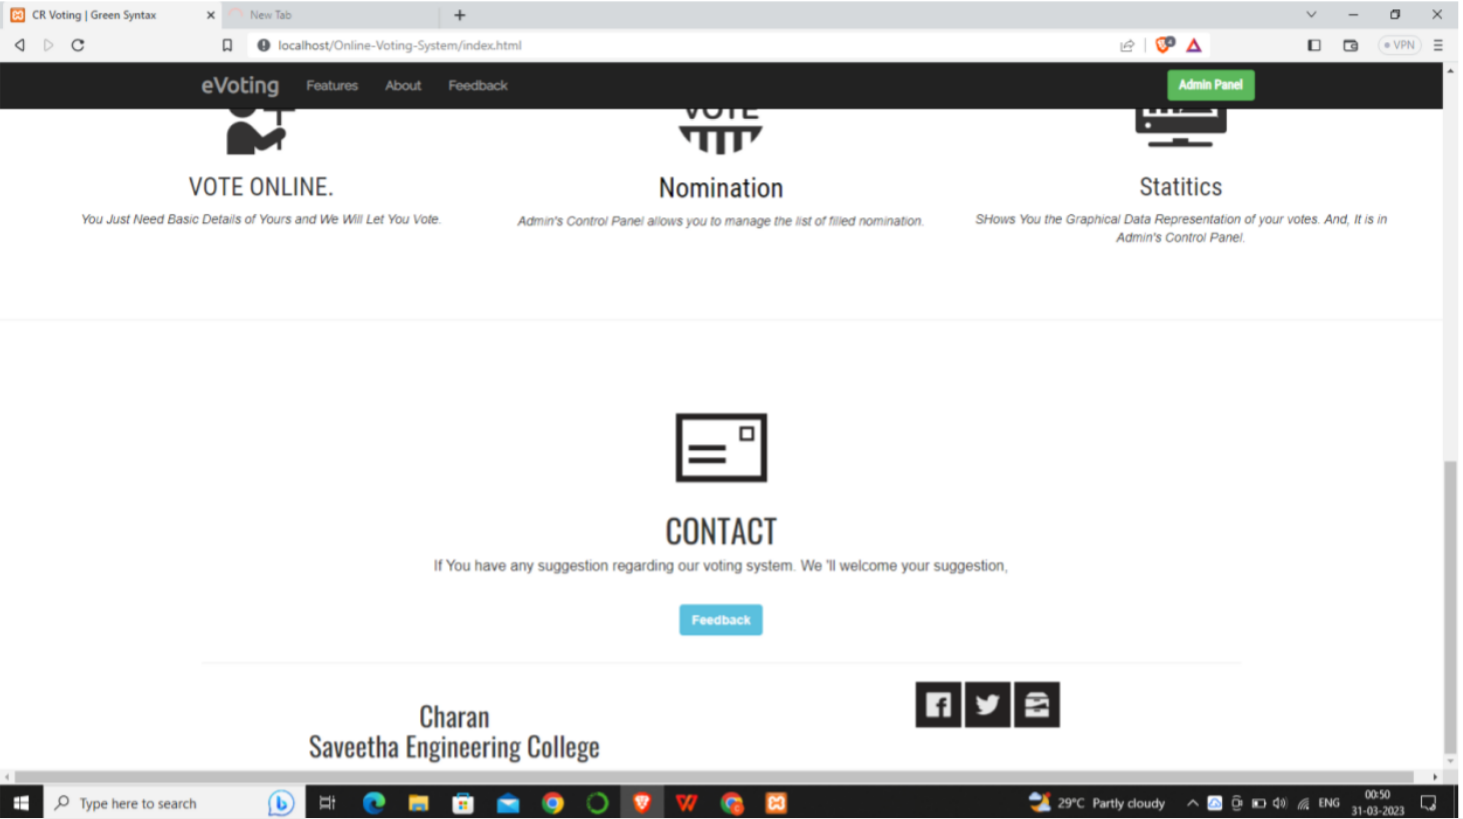 CR Voting | Green Syntax
New Tab
localhost/Online-Voting-System/index.html
VPN
eVoting
Features
About
Feedback
Admin Panel
VOTE
VOTE ONLINE.
You Just Need Basic Details of Yours and We Will Let You Vote.
Nomination
Admin's Control Panel allows you to manage the list of filled nomination.
Statitics
SHows You the Graphical Data Representation of your votes. And, It is in
Admin's Control Panel.
CONTACT
If You have any suggestion regarding our voting system. We 'll welcome your suggestion,
Feedback
Charan
Saveetha Engineering College
Type here to search
29°C Partly cloudy
ENG
00:50
31-03-2023